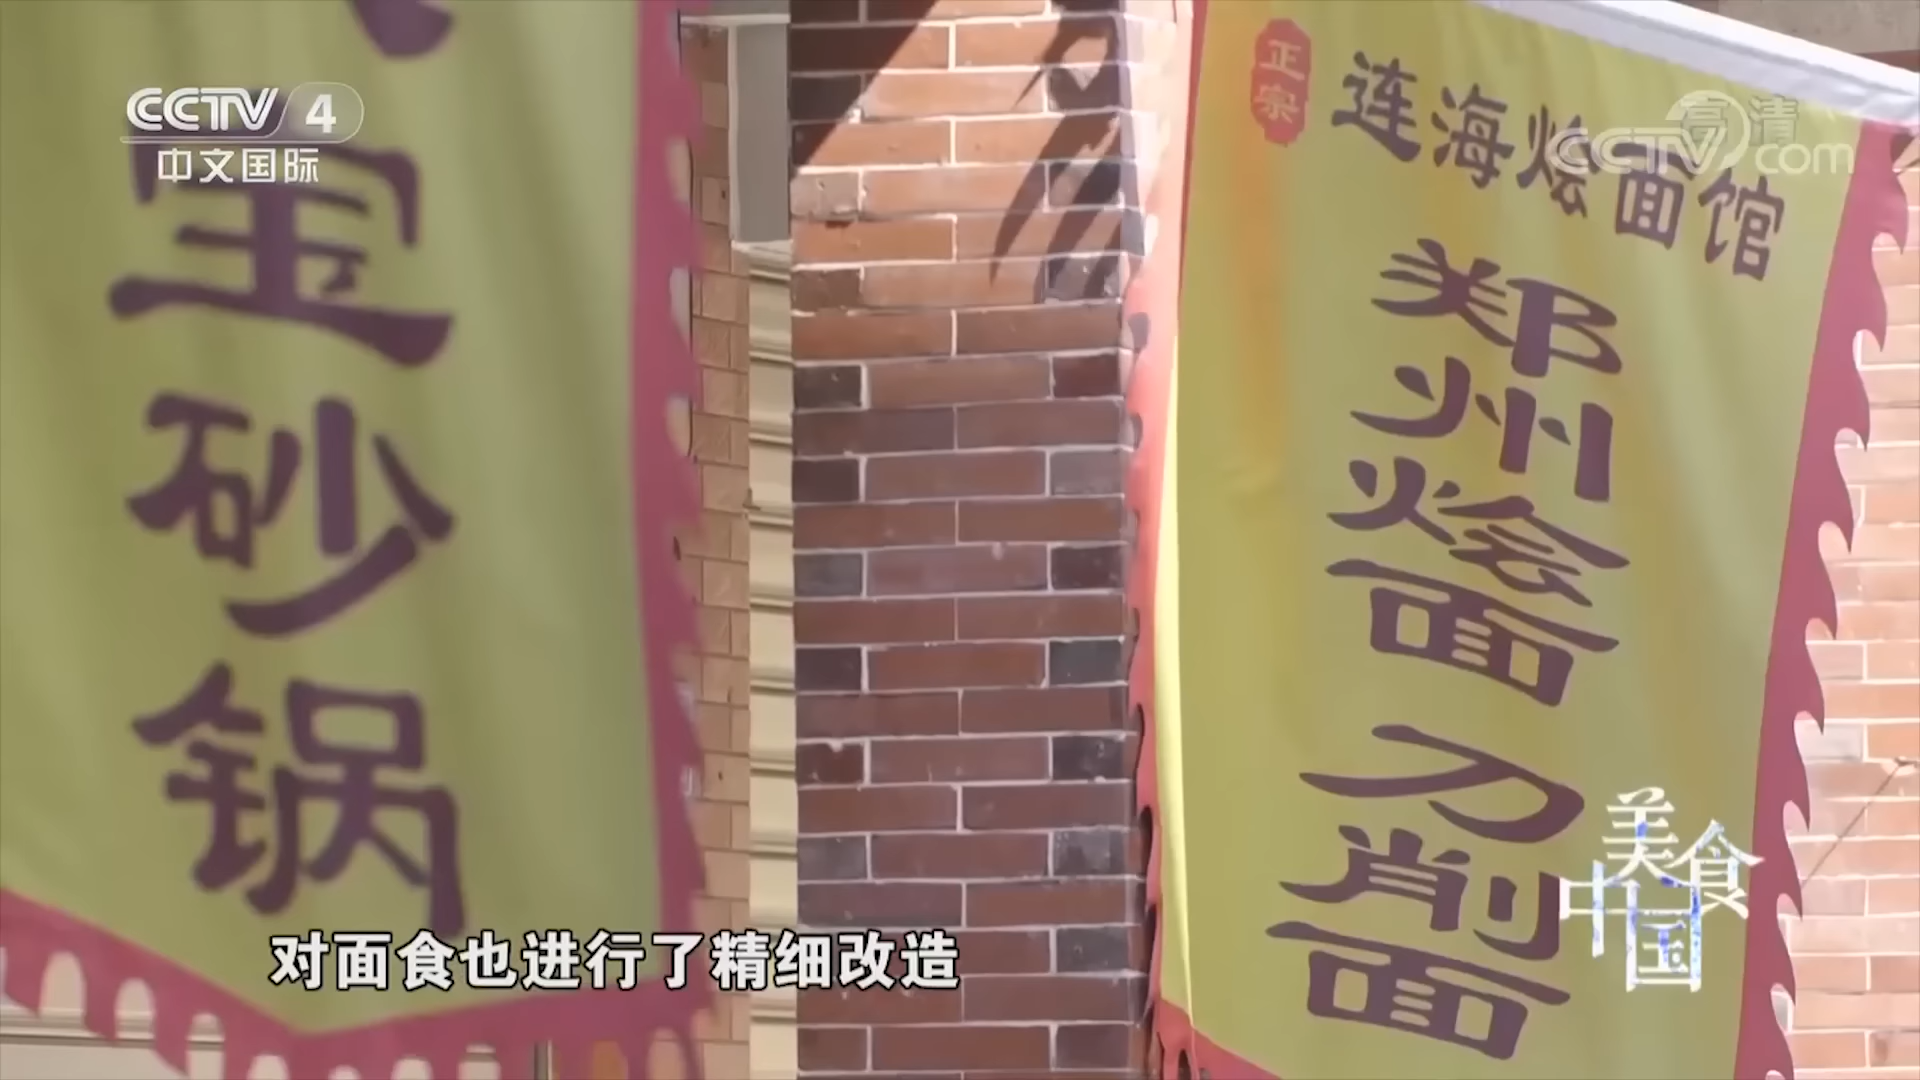 CCTV 4
中文国际
高清
CCTV com
宝砂锅
正宗
连海烩面馆
郑州烩面 刀削面
美食中国
对面食也进行了精细改造